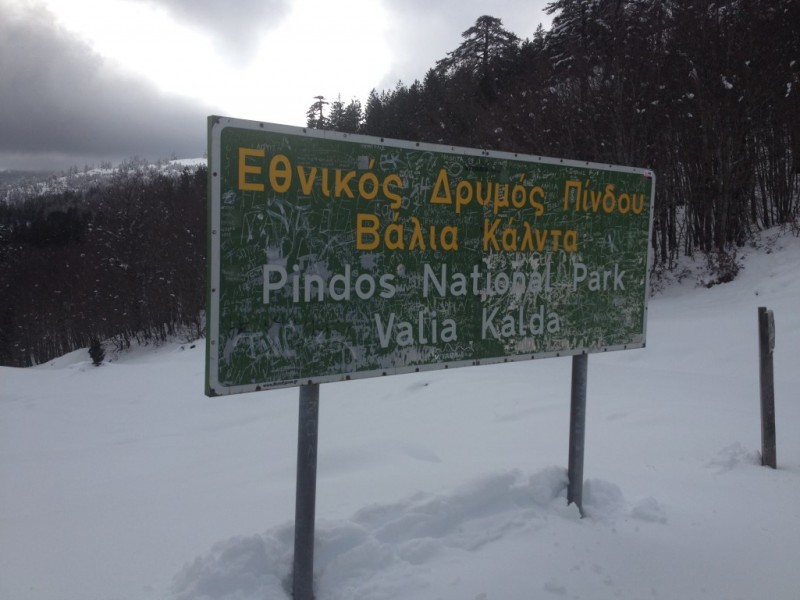 Εθνικός Δρυμός Πίνδου
Βάλια Κάλντα
Pindos National Park
Valia Kalda